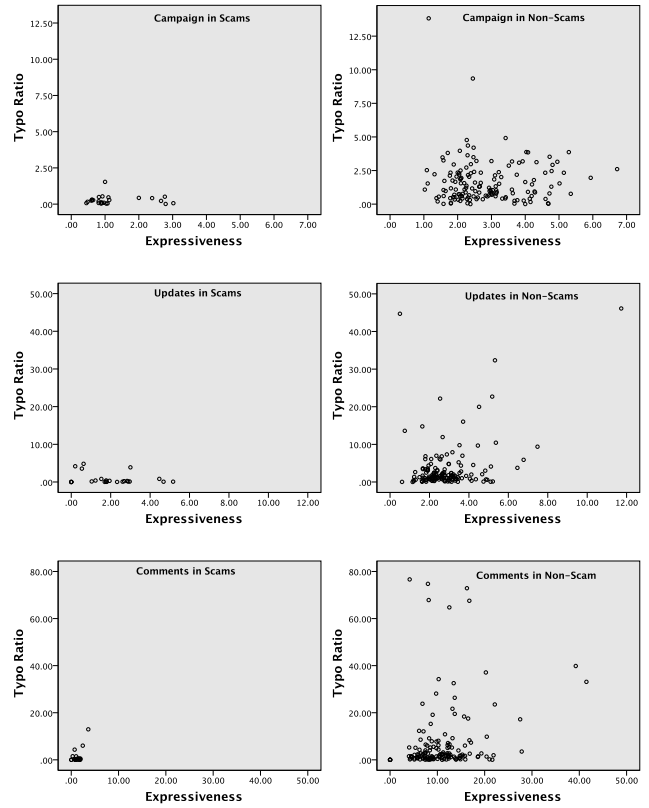 Campaign in Scams
Typo Ratio
12.50
10.00
7.50
5.00
2.50
.00
.00 1.00 2.00 3.00 4.00 5.00 6.00 7.00
Expressiveness
Campaign in Non-Scams
Typo Ratio
12.50
10.00
7.50
5.00
2.50
.00
.00 1.00 2.00 3.00 4.00 5.00 6.00 7.00
Expressiveness
Updates in Scams
Typo Ratio
50.00
40.00
30.00
20.00
10.00
.00
.00 2.00 4.00 6.00 8.00 10.00 12.00
Expressiveness
Updates in Non-Scams
Typo Ratio
50.00
40.00
30.00
20.00
10.00
.00
.00 2.00 4.00 6.00 8.00 10.00 12.00
Expressiveness
Comments in Scams
Typo Ratio
80.00
60.00
40.00
20.00
.00
.00 10.00 20.00 30.00 40.00 50.00
Expressiveness
Comments in Non-Scam
Typo Ratio
80.00
60.00
40.00
20.00
.00
.00 10.00 20.00 30.00 40.00 50.00
Expressiveness